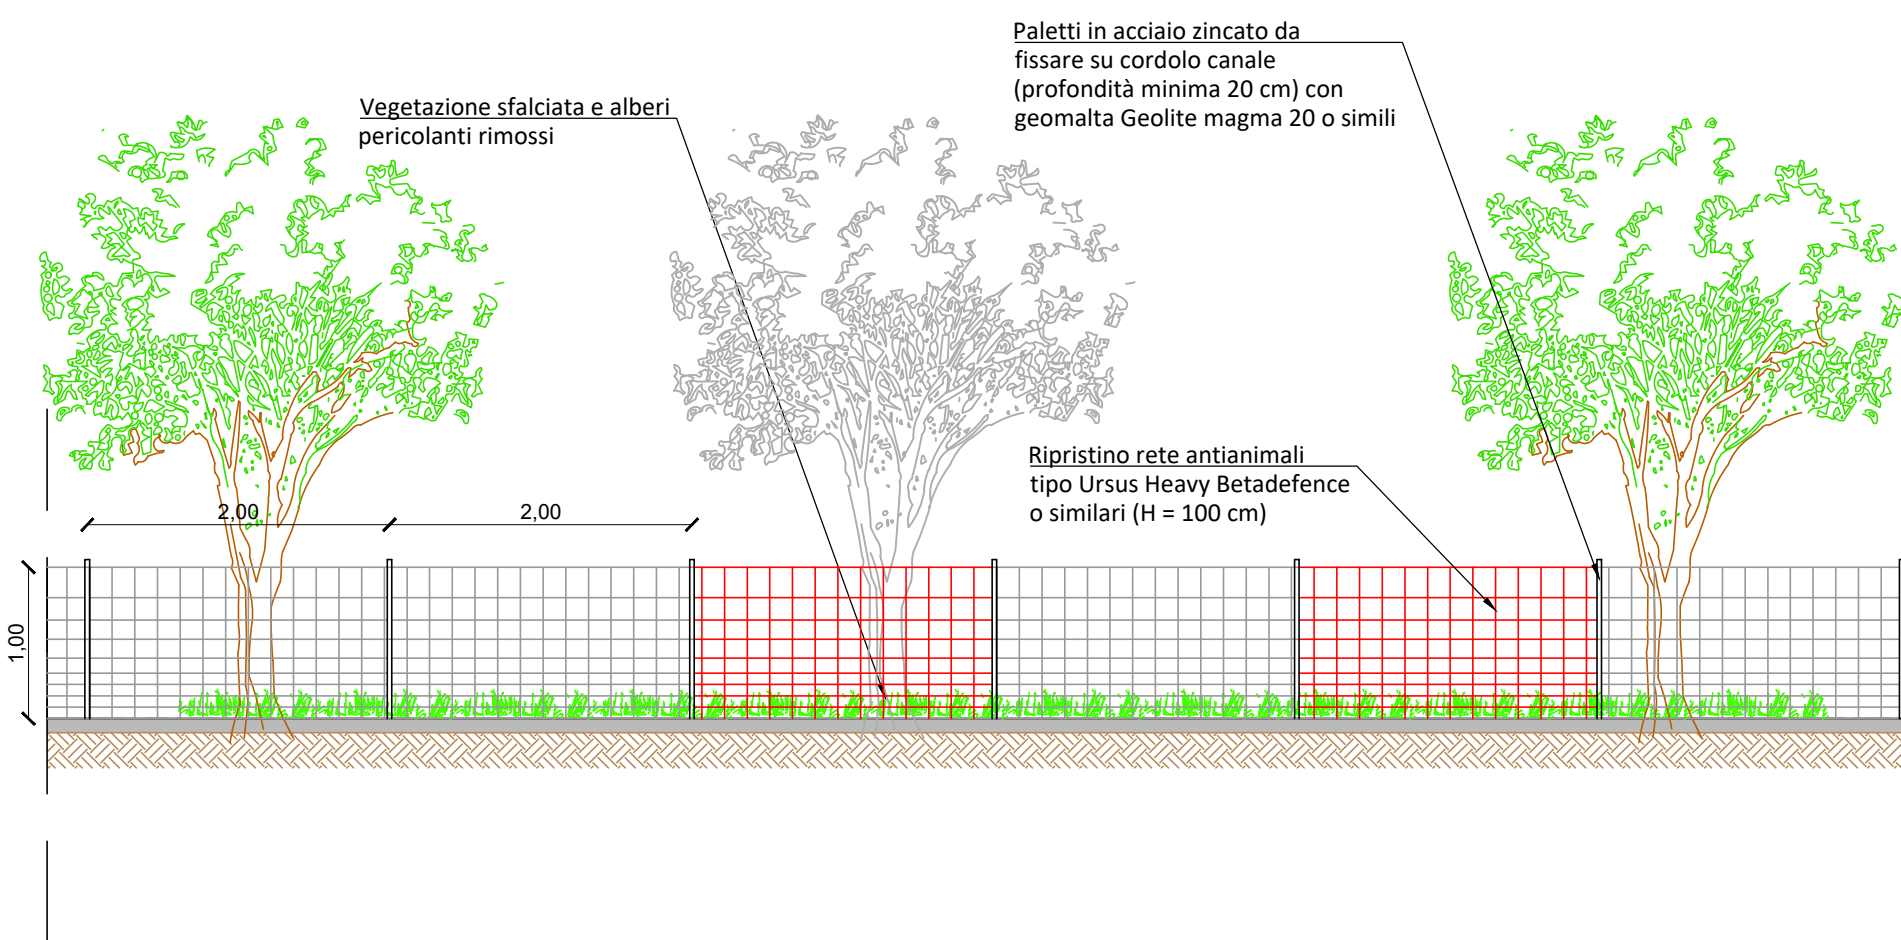 Paletti in acciaio zincato da
fissare su cordolo canale
(profondità minima 20 cm) con
geomalta Geolite magma 20 o simili
Vegetazione sfalciata e alberi
pericolanti rimossi
Ripristino rete antianimali
tipo Ursus Heavy Betadefence
o similari (H = 100 cm)
2,00
2,00
1,00